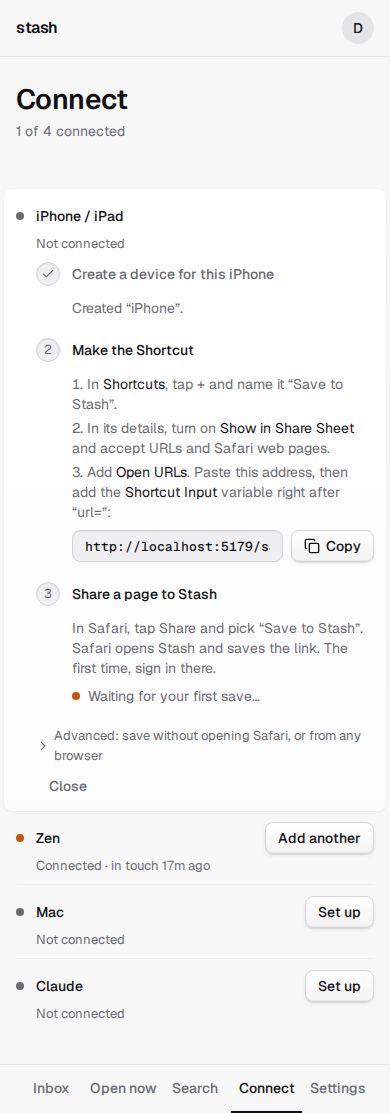 stash
D
Connect
1 of 4 connected
iPhone / iPad
Not connected
Create a device for this iPhone
Created “iPhone”.
2
Make the Shortcut
1. In Shortcuts, tap + and name it “Save to
Stash”.
2. In its details, turn on Show in Share Sheet
and accept URLs and Safari web pages.
3. Add Open URLs. Paste this address, then
add the Shortcut Input variable right after
“url=”:
http://localhost:5179/s
Copy
3
Share a page to Stash
In Safari, tap Share and pick “Save to Stash”.
Safari opens Stash and saves the link. The
first time, sign in there.
Waiting for your first save…
Advanced: save without opening Safari, or from any
browser
Close
Zen
Add another
Connected · in touch 17m ago
Mac
Set up
Not connected
Claude
Set up
Not connected
Inbox Open now Search Connect Settings